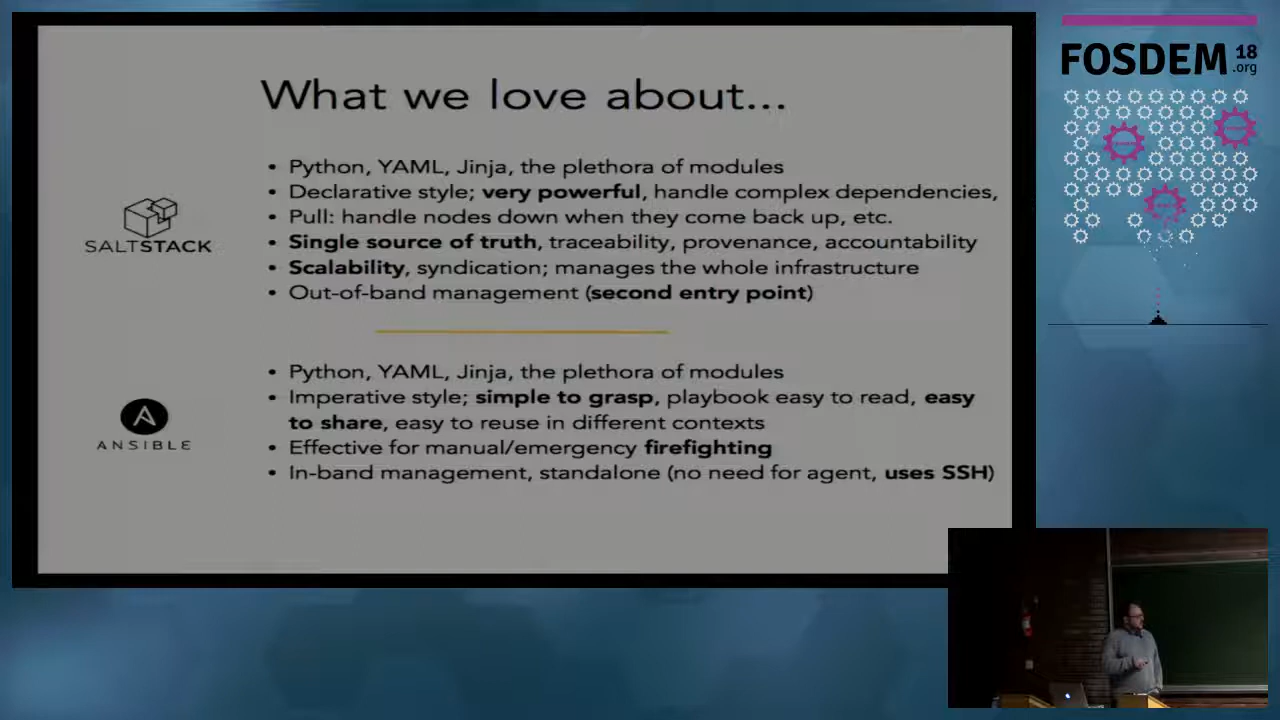 What we love about...
SALTSTACK
• Python, YAML, Jinja, the plethora of modules
• Declarative style; very powerful, handle complex dependencies,
• Pull: handle nodes down when they come back up, etc.
• Single source of truth, traceability, provenance, accountability
• Scalability, syndication; manages the whole infrastructure
• Out-of-band management (second entry point)
ANSIBLE
• Python, YAML, Jinja, the plethora of modules
• Imperative style; simple to grasp, playbook easy to read, easy
to share, easy to reuse in different contexts
• Effective for manual/emergency firefighting
• In-band management, standalone (no need for agent, uses SSH)
FOSDEM 18
.org